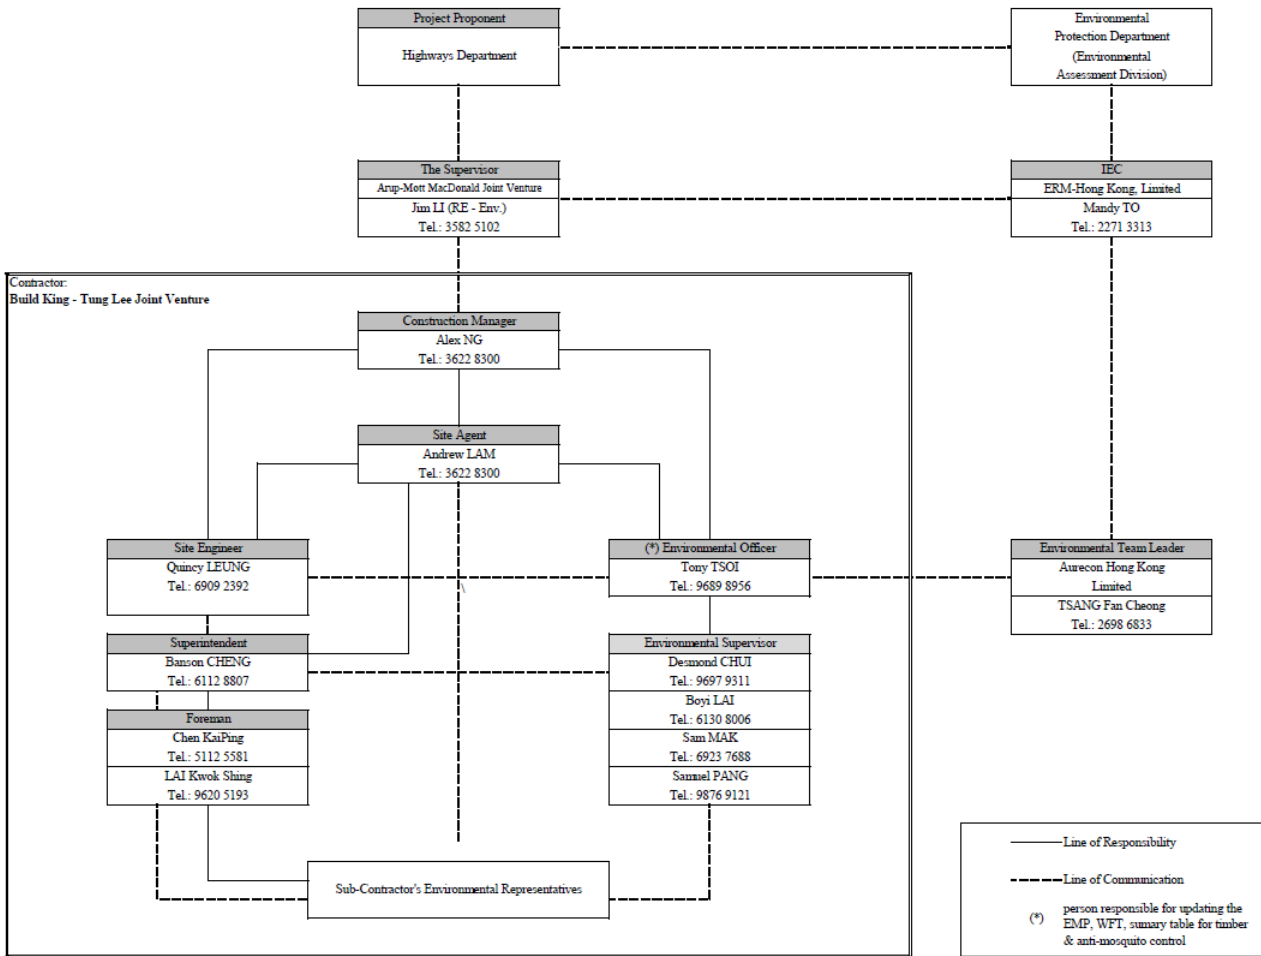 Project Proponent
Highways Department
Environmental
Protection Department
(Environmental
Assessment Division)
The Supervisor
Arup-Mott MacDonald Joint Venture
Jim LI (RE - Env.)
Tel.: 3582 5102
IEC
ERM-Hong Kong, Limited
Mandy TO
Tel.: 2271 3313
Contractor:
Build King - Tung Lee Joint Venture
Construction Manager
Alex NG
Tel.: 3622 8300
Site Agent
Andrew LAM
Tel.: 3622 8300
Site Engineer
Quincy LEUNG
Tel.: 6909 2392
\
(*) Environmental Officer
Tony TSOI
Tel.: 9689 8956
Environmental Team Leader
Aurecon Hong Kong
Limited
TSANG Fan Cheong
Tel.: 2698 6833
Superintendent
Banson CHENG
Tel.: 6112 8807
Environmental Supervisor
Desmond CHUI
Tel.: 9697 9311
Boyi LAI
Tel.: 6130 8006
Sam MAK
Tel.: 6923 7688
Samuel PANG
Tel.: 9876 9121
Foreman
Chen KaiPing
Tel.: 5112 5581
LAI Kwok Shing
Tel.: 9620 5193
Sub-Contractor's Environmental Representatives
Line of Responsibility
Line of Communication
(*) person responsible for updating the
EMP, WFT, sumary table for timber
& anti-mosquito control